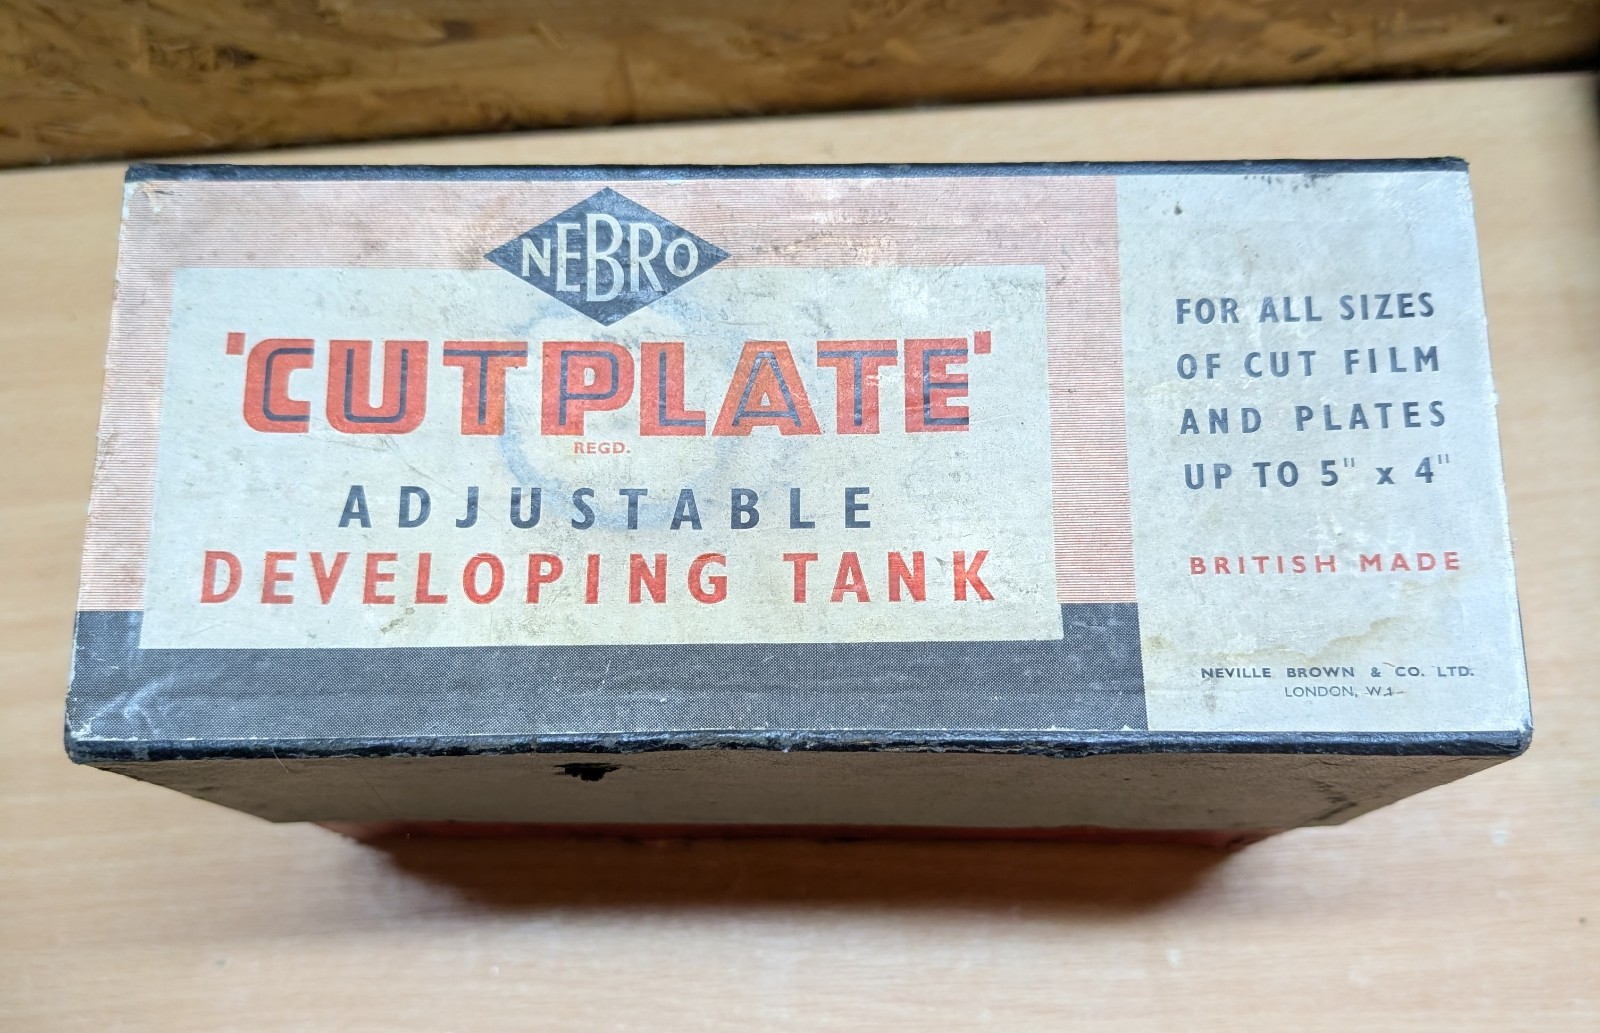 NEBRO
'CUTPLATE'
REGD.
ADJUSTABLE
DEVELOPING TANK
FOR ALL SIZES
OF CUT FILM
AND PLATES
UP TO 5" x 4"
BRITISH MADE
NEVILLE BROWN & CO. LTD.
LONDON, W.1